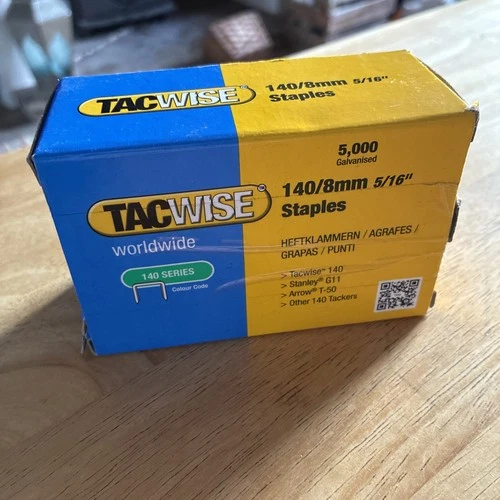 TACWISE
140/8mm 5/16"
Staples
5,000
Galvanised
TACWISE
worldwide
140 SERIES
Colour Code
140/8mm 5/16"
Staples
HEFTKLAMMERN / AGRAFES /
GRAPAS / PUNTI
> Tacwise® 140
> Stanley® G11
> Arrow® T-50
> Other 140 Tackers